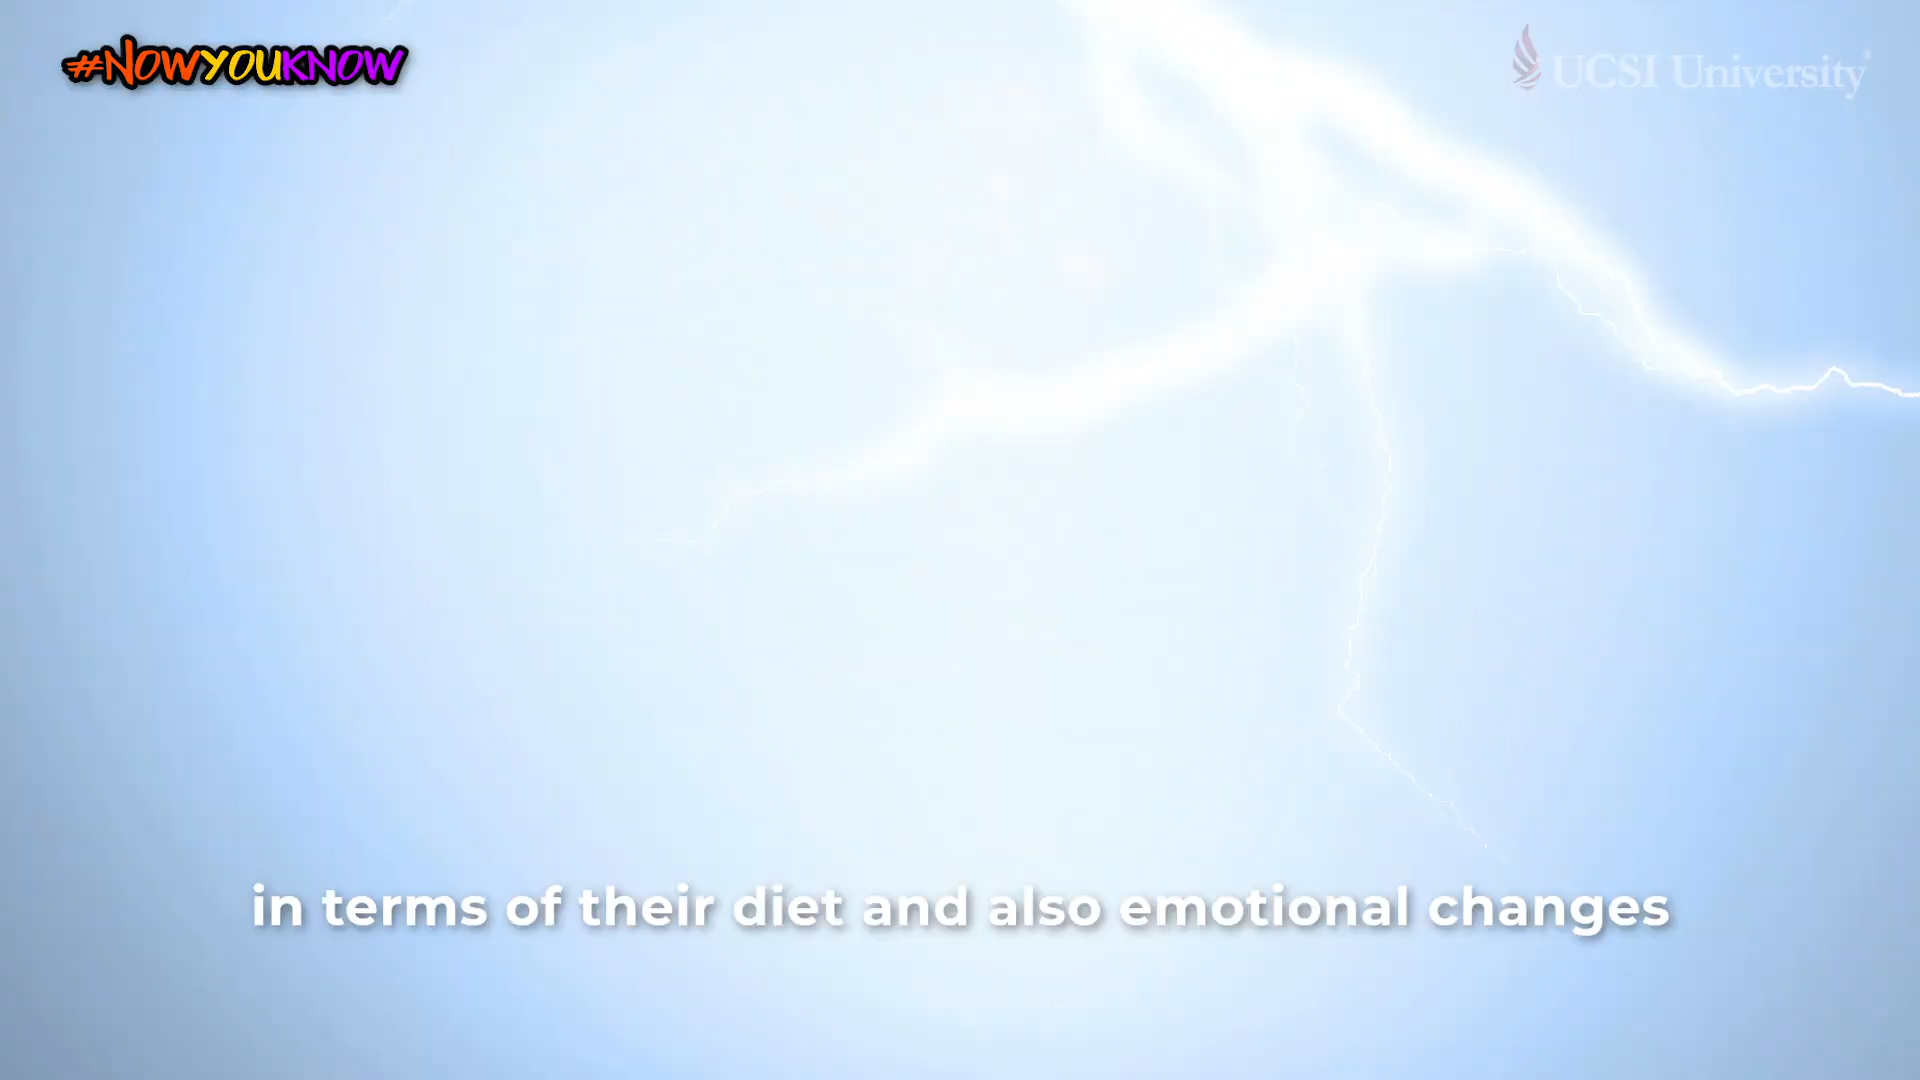 #NOWYOUKNOW
UCSI University
in terms of their diet and also emotional changes